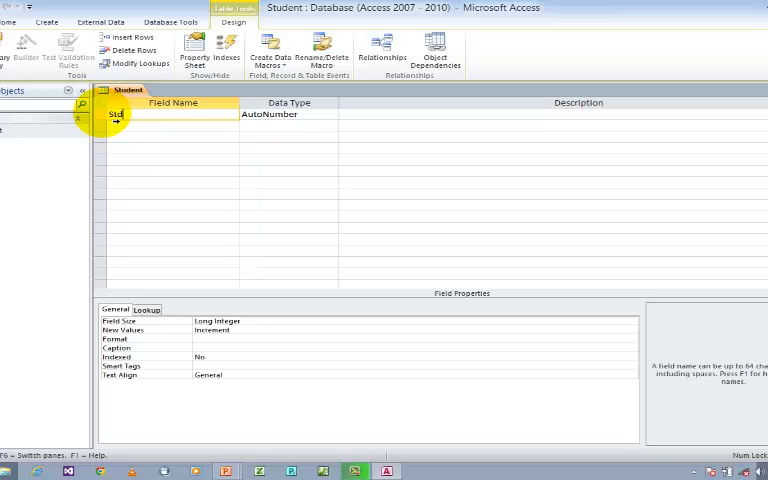 Table Tools
Student : Database (Access 2007 - 2010) - Microsoft Access
Create
External Data
Database Tools
Design
Builder
Test Validation Rules
Insert Rows
Delete Rows
Modify Lookups
Tools
Property Sheet
Indexes
Show/Hide
Create Data Macros
Rename/Delete Macro
Field, Record & Table Events
Relationships
Object Dependencies
Relationships
Student
Field Name
Data Type
Description
Std
AutoNumber
Field Properties
General
Lookup
Field Size
Long Integer
New Values
Increment
Format
Caption
Indexed
No
Smart Tags
Text Align
General
A field name can be up to 64
including spaces. Press F1 for
names.
F6 = Switch panes. F1 = Help.
Num Lock